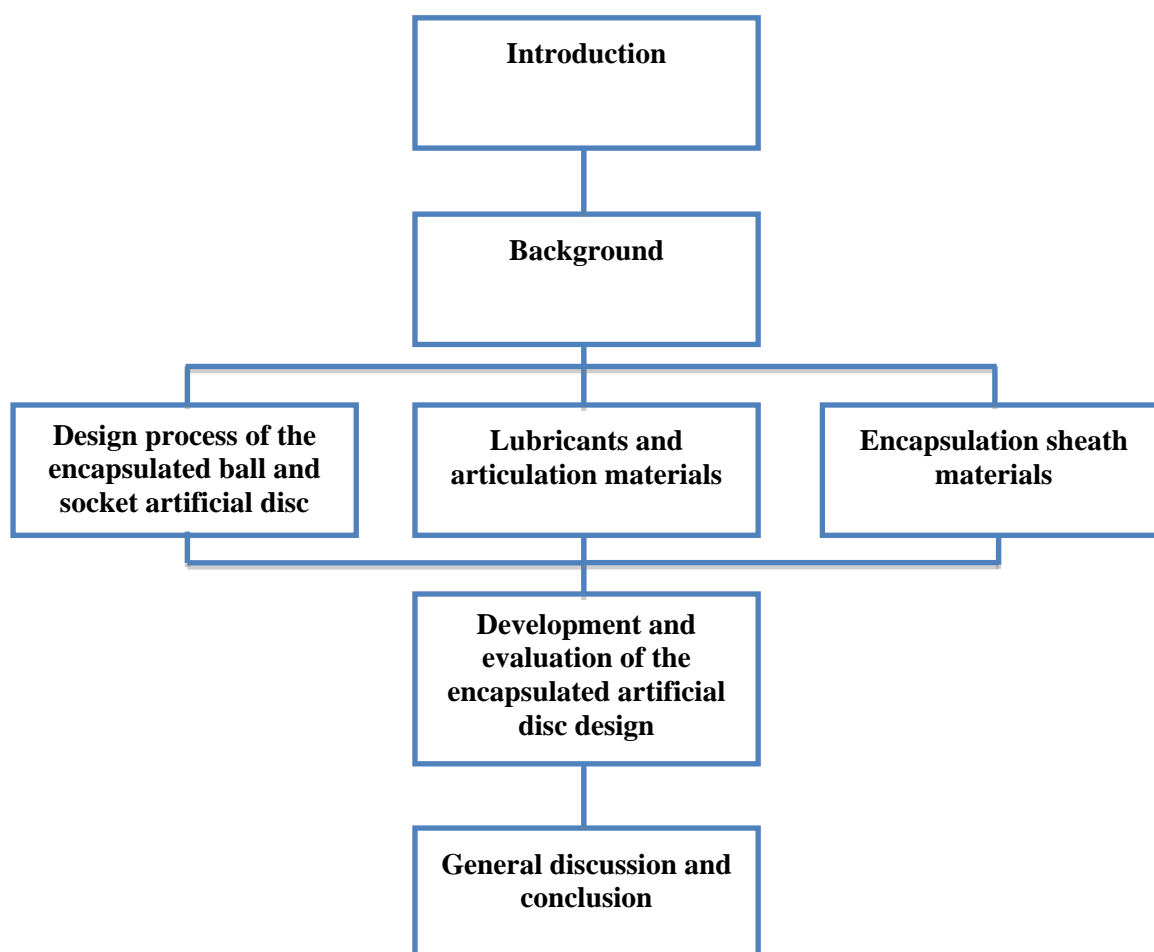 Introduction
Background
Design process of the
encapsulated ball and
socket artificial disc
Lubricants and
articulation materials
Encapsulation sheath
materials
Development and
evaluation of the
encapsulated artificial
disc design
General discussion and
conclusion